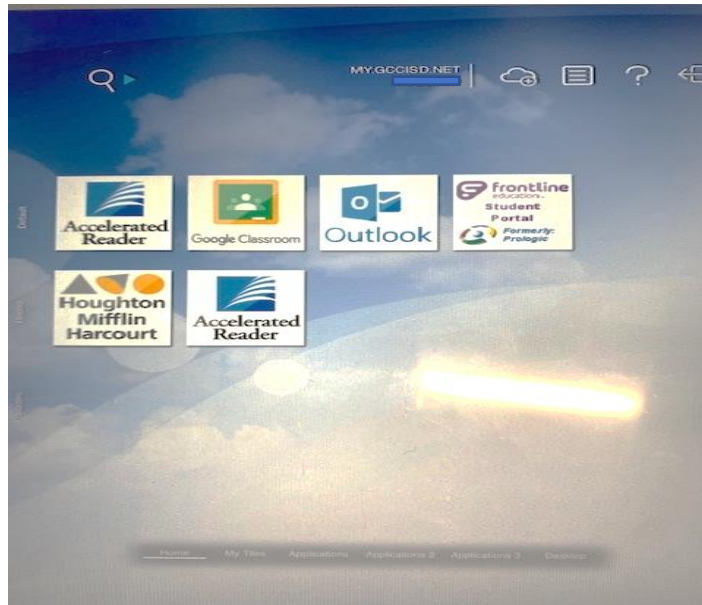 MY.GCCISD.NET
Accelerated
Reader
Google Classroom
Outlook
frontline
education
Student
Portal
Formerly:
Prologic
Houghton
Mifflin
Harcourt
Accelerated
Reader
Default
Home My Tiles Applications Applications 2 Applications 3 Desktop